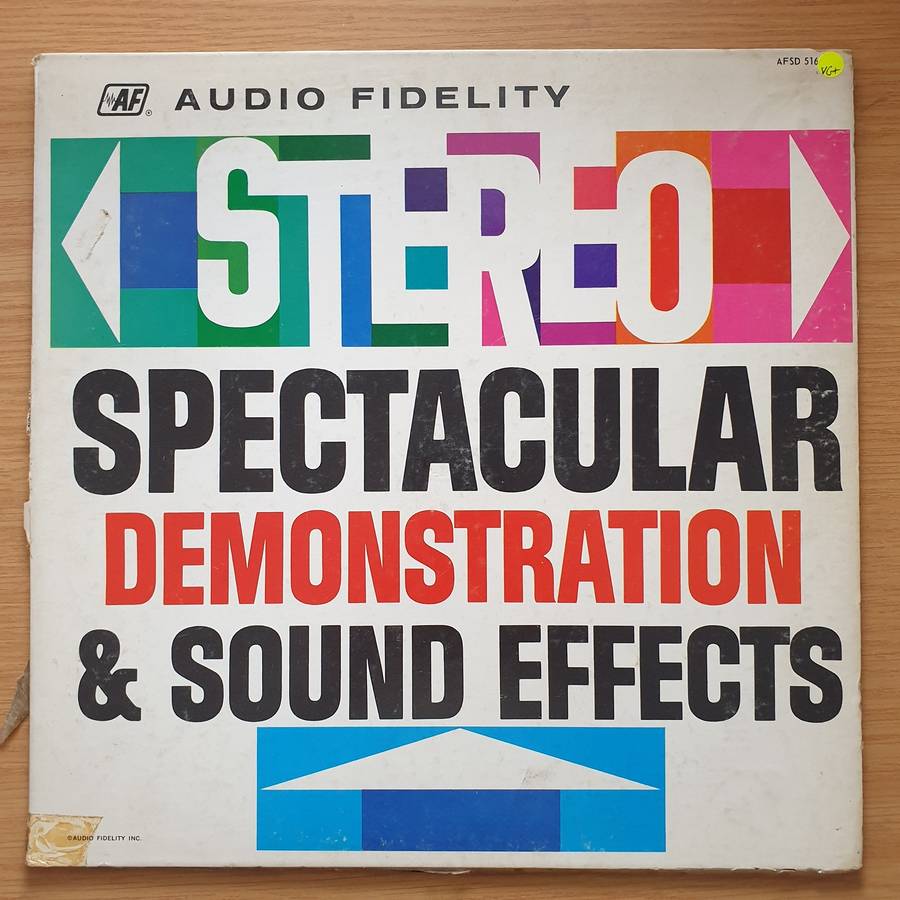 AFSD 516
VG+
AF ® AUDIO FIDELITY
STEREO
SPECTACULAR
DEMONSTRATION
& SOUND EFFECTS
©AUDIO FIDELITY INC.